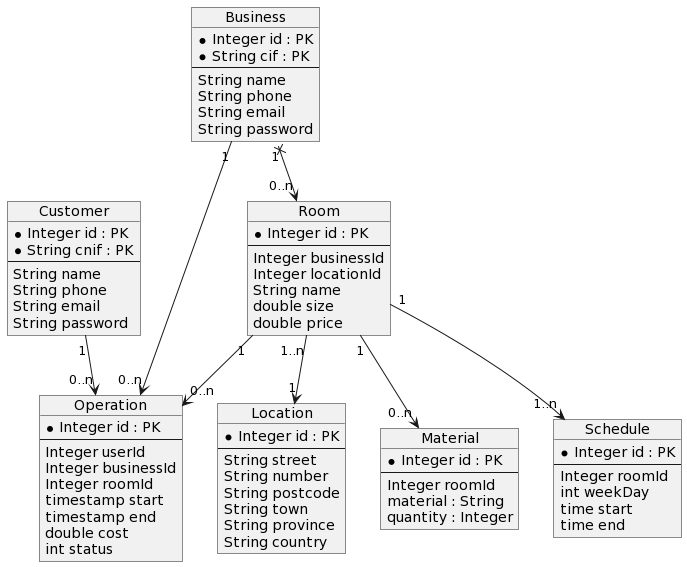 Business
* Integer id : PK
* String cif : PK
String name
String phone
String email
String password
1
1
0..n
Customer
* Integer id : PK
* String cnif : PK
String name
String phone
String email
String password
Room
* Integer id : PK
Integer businessId
Integer locationId
String name
double size
double price
1
1
0..n
0..n
1
0..n
1..n
1
1
0..n
1..n
Operation
* Integer id : PK
Integer userId
Integer businessId
Integer roomId
timestamp start
timestamp end
double cost
int status
Location
* Integer id : PK
String street
String number
String postcode
String town
String province
String country
Material
* Integer id : PK
Integer roomId
material : String
quantity : Integer
Schedule
* Integer id : PK
Integer roomId
int weekDay
time start
time end